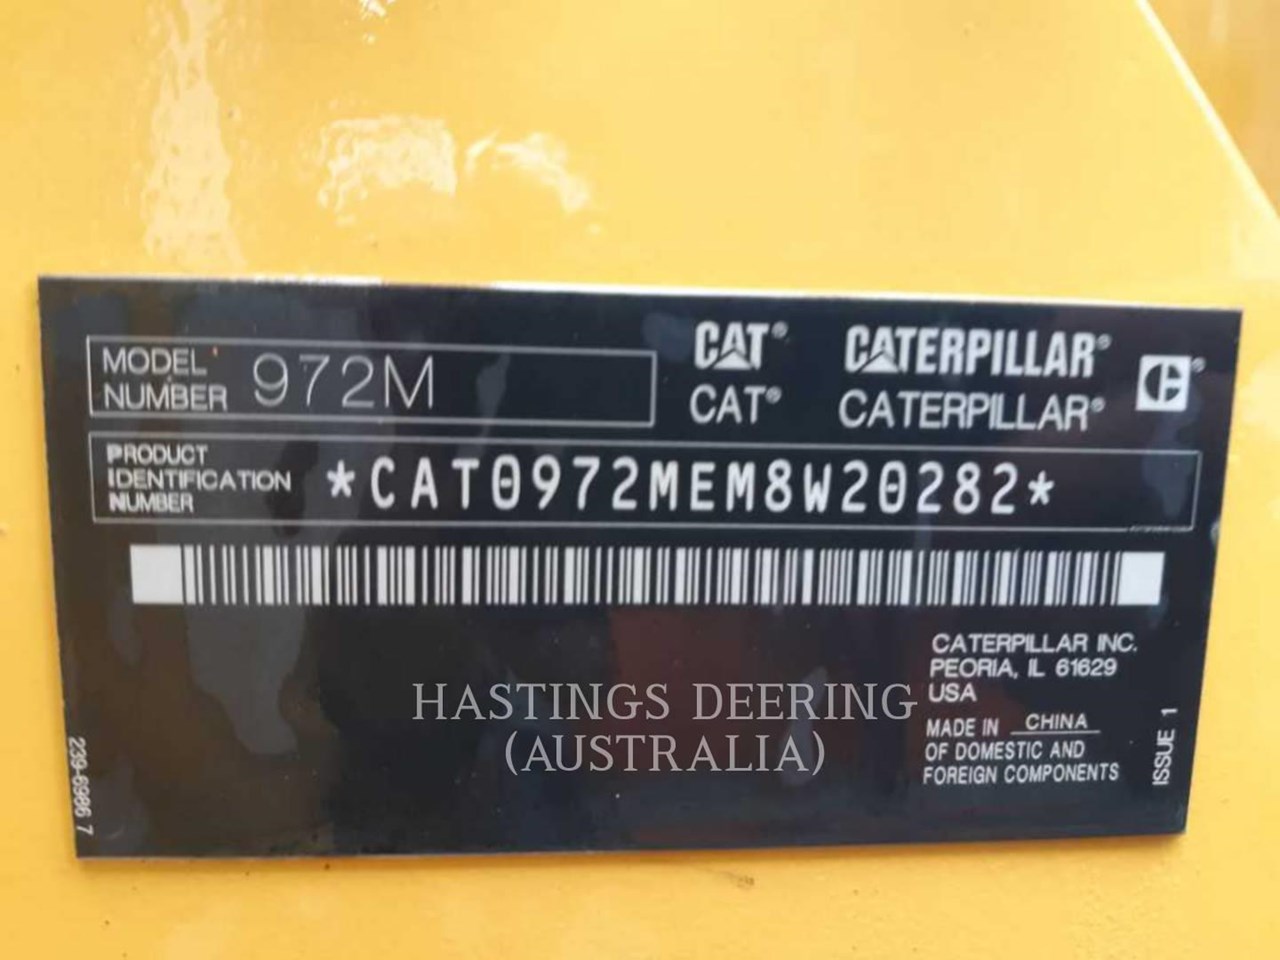 MODEL
NUMBER 972M
CAT® CATERPILLAR®
CAT® CATERPILLAR®
PRODUCT
IDENTIFICATION
NUMBER
*CAT0972MEM8W20282*
CATERPILLAR INC.
PEORIA, IL 61629
USA
MADE IN CHINA
OF DOMESTIC AND
FOREIGN COMPONENTS
ISSUE 1
239-6986 7
HASTINGS DEERING
(AUSTRALIA)